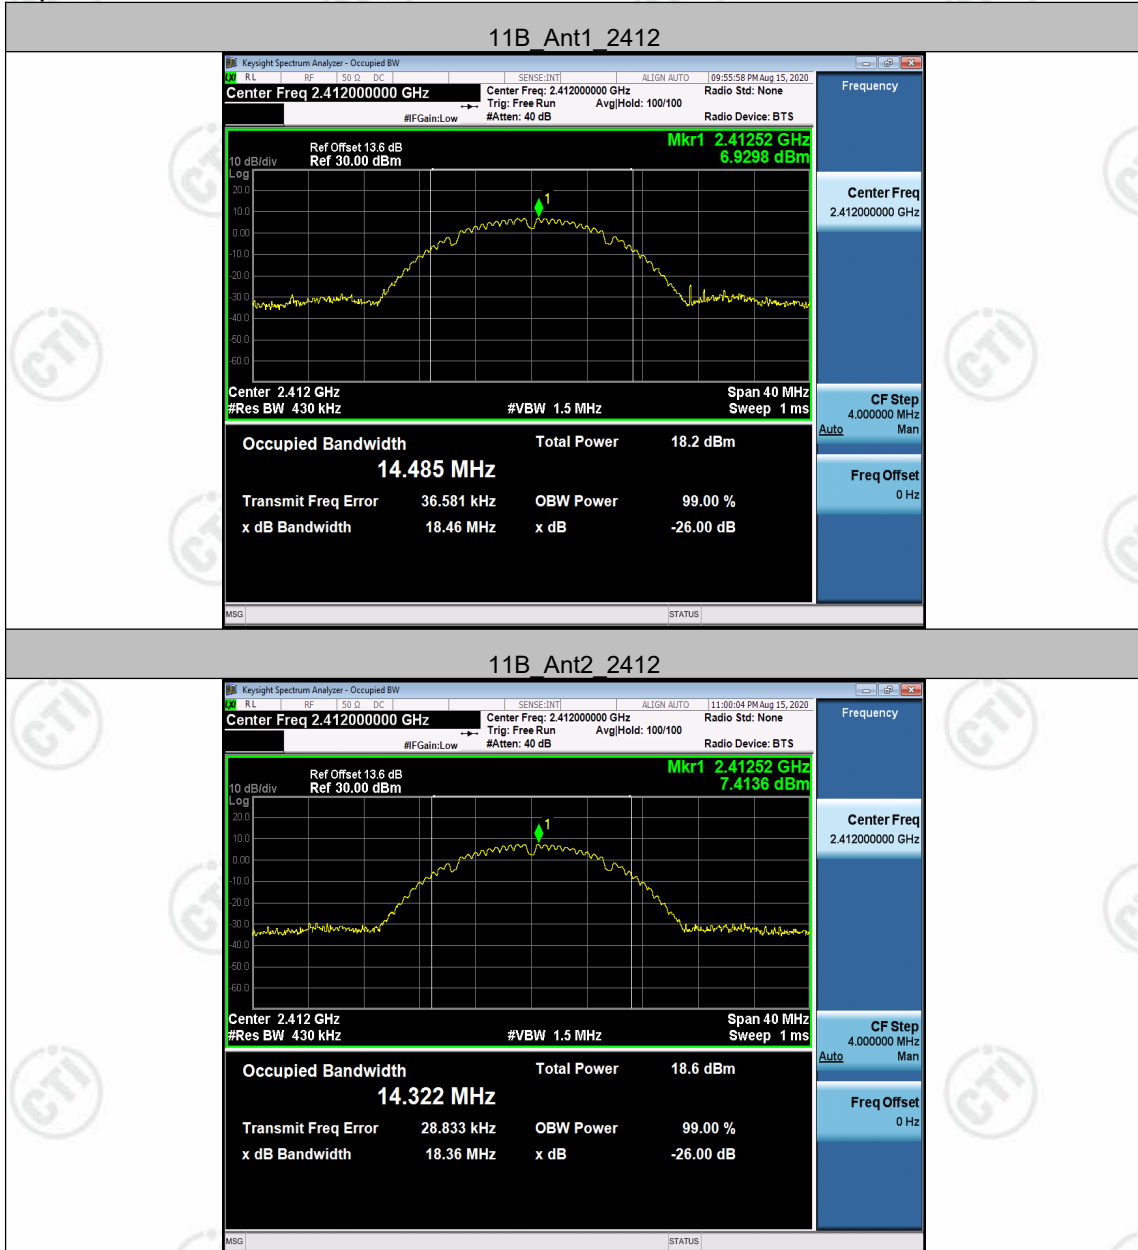 11B_Ant1_2412
Keysight Spectrum Analyzer - Occupied BW
LXI RL RF 50 Ω DC SENSE:INT ALIGN AUTO 09:55:58 PM Aug 15, 2020
Center Freq 2.412000000 GHz
Center Freq: 2.412000000 GHz Radio Std: None
Trig: Free Run Avg|Hold: 100/100
#IFGain:Low #Atten: 40 dB Radio Device: BTS
Frequency
Mkr1 2.41252 GHz
6.9298 dBm
Ref Offset 13.6 dB
10 dB/div Ref 30.00 dBm
Log
20.0
10.0
0.00
-10.0
-20.0
-30.0
-40.0
-50.0
-60.0
1
Center 2.412 GHz Span 40 MHz
#Res BW 430 kHz #VBW 1.5 MHz Sweep 1 ms
Center Freq
2.412000000 GHz
CF Step
4.000000 MHz
Auto Man
Freq Offset
0 Hz
Occupied Bandwidth Total Power 18.2 dBm
14.485 MHz
Transmit Freq Error 36.581 kHz OBW Power 99.00 %
x dB Bandwidth 18.46 MHz x dB -26.00 dB
MSG STATUS
11B_Ant2_2412
Keysight Spectrum Analyzer - Occupied BW
LXI RL RF 50 Ω DC SENSE:INT ALIGN AUTO 11:00:04 PM Aug 15, 2020
Center Freq 2.412000000 GHz
Center Freq: 2.412000000 GHz Radio Std: None
Trig: Free Run Avg|Hold: 100/100
#IFGain:Low #Atten: 40 dB Radio Device: BTS
Frequency
Mkr1 2.41252 GHz
7.4136 dBm
Ref Offset 13.6 dB
10 dB/div Ref 30.00 dBm
Log
20.0
10.0
0.00
-10.0
-20.0
-30.0
-40.0
-50.0
-60.0
1
Center 2.412 GHz Span 40 MHz
#Res BW 430 kHz #VBW 1.5 MHz Sweep 1 ms
Center Freq
2.412000000 GHz
CF Step
4.000000 MHz
Auto Man
Freq Offset
0 Hz
Occupied Bandwidth Total Power 18.6 dBm
14.322 MHz
Transmit Freq Error 28.833 kHz OBW Power 99.00 %
x dB Bandwidth 18.36 MHz x dB -26.00 dB
MSG STATUS
CTI
CTI
CTI
CTI
CTI
CTI
CTI
CTI
CTI